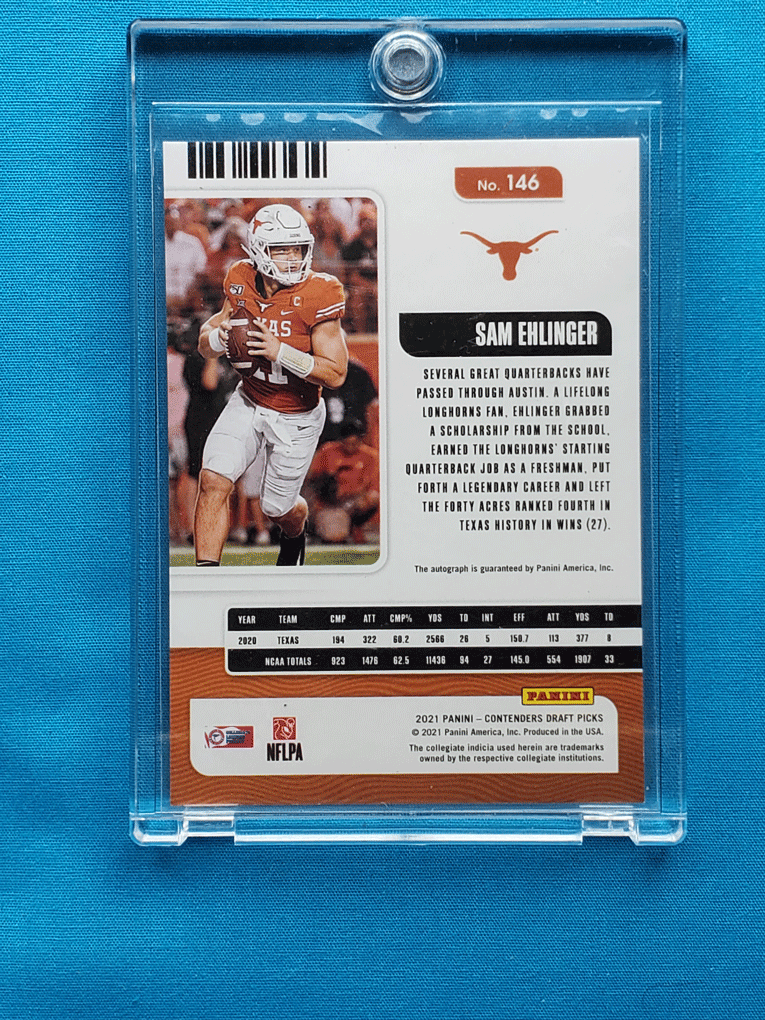 No. 146
SAM EHLINGER
SEVERAL GREAT QUARTERBACKS HAVE
PASSED THROUGH AUSTIN. A LIFELONG
LONGHORNS FAN, EHLINGER GRABBED
A SCHOLARSHIP FROM THE SCHOOL,
EARNED THE LONGHORNS' STARTING
QUARTERBACK JOB AS A FRESHMAN, PUT
FORTH A LEGENDARY CAREER AND LEFT
THE FORTY ACRES RANKED FOURTH IN
TEXAS HISTORY IN WINS (27).
The autograph is guaranteed by Panini America, Inc.
YEAR TEAM CMP ATT CMP% YDS TD INT EFF ATT YDS TD
2020 TEXAS 194 322 60.2 2566 26 5 150.7 113 377 8
NCAA TOTALS 923 1476 62.5 11436 94 27 145.0 554 1907 33
PANINI
2021 PANINI – CONTENDERS DRAFT PICKS
© 2021 Panini America, Inc. Produced in the USA.
The collegiate indicia used herein are trademarks
owned by the respective collegiate institutions.
NFLPA
150
C